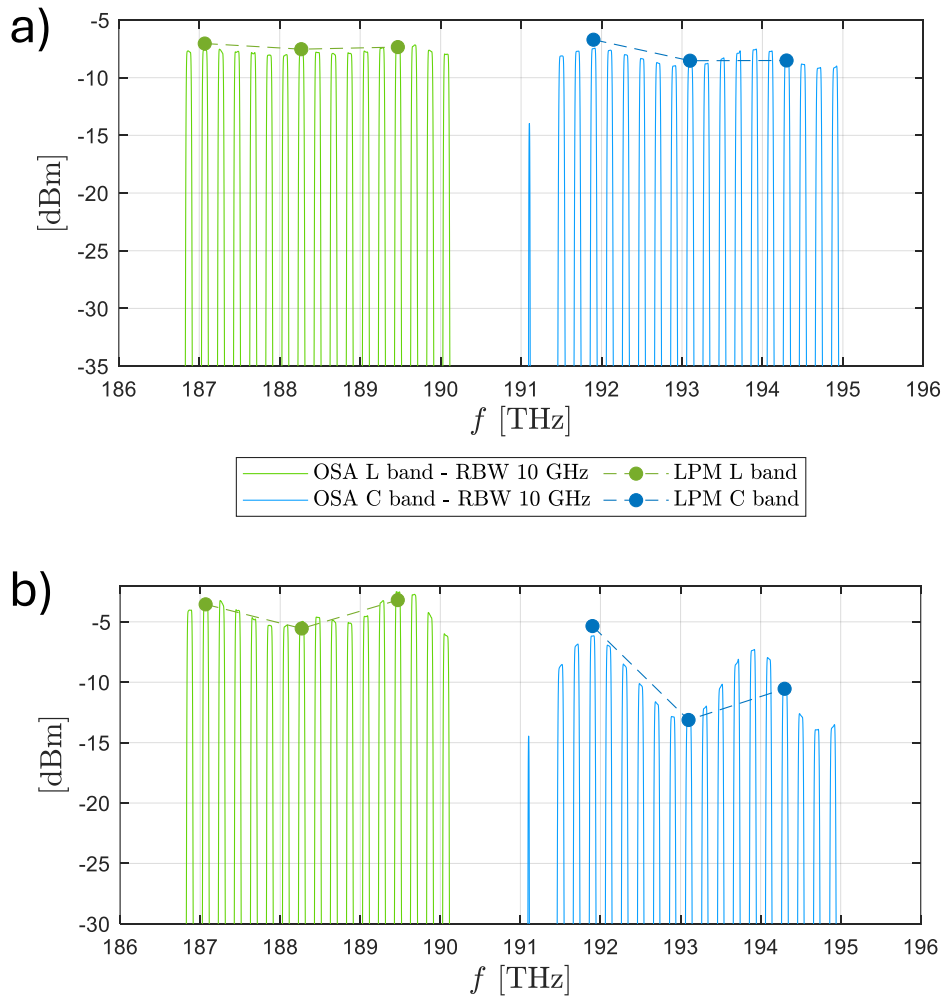 a)
-5
-10
-15
-20
-25
-30
-35
[dBm]
186 187 188 189 190 191 192 193 194 195 196
f [THz]
OSA L band - RBW 10 GHz LPM L band
OSA C band - RBW 10 GHz LPM C band
b)
-5
-10
-15
-20
-25
-30
[dBm]
186 187 188 189 190 191 192 193 194 195 196
f [THz]